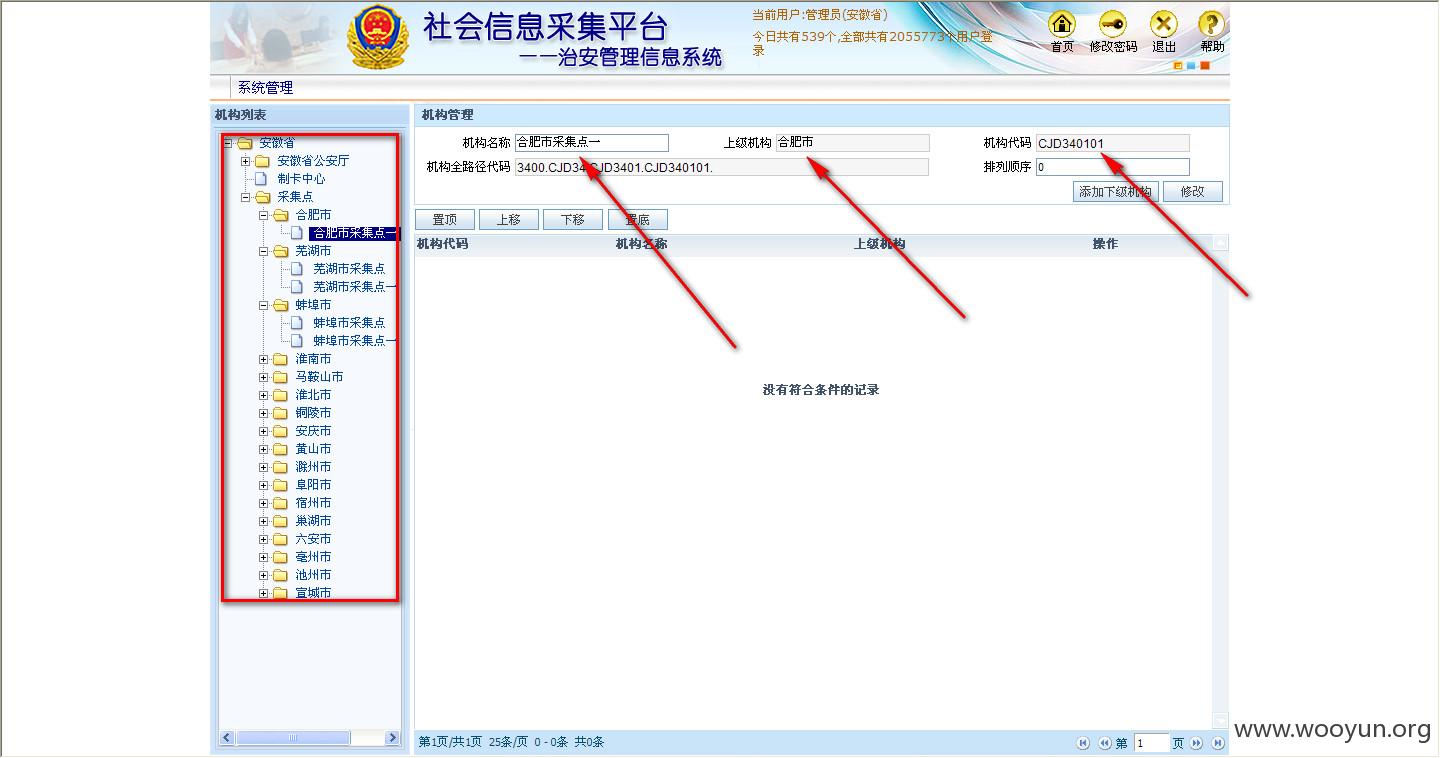 社会信息采集平台
——治安管理信息系统
当前用户:管理员(安徽省)
今日共有539个,全部共有2055773个用户登
录
首页 修改密码 退出 帮助
系统管理
机构列表
安徽省
安徽省公安厅
制卡中心
采集点
合肥市
合肥市采集点一
芜湖市
芜湖市采集点
芜湖市采集点一
蚌埠市
蚌埠市采集点
蚌埠市采集点一
淮南市
马鞍山市
淮北市
铜陵市
安庆市
黄山市
滁州市
阜阳市
宿州市
巢湖市
六安市
亳州市
池州市
宣城市
机构管理
机构名称 合肥市采集点一 上级机构 合肥市 机构代码 CJD340101
机构全路径代码 3400.CJD34.CJD3401.CJD340101. 排列顺序 0
添加下级机构 修改
置顶 上移 下移 置底
机构代码 机构名称 上级机构 操作
没有符合条件的记录
第1页/共1页 25条/页 0 - 0条 共0条 第 1 页
www.wooyun.org